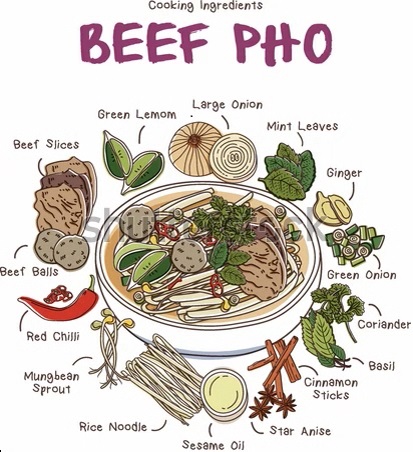 Cooking Ingredients
BEEF PHO
Large Onion
Green Lemom
Mint Leaves
Beef Slices
Ginger
shutterstock
Beef Balls
Green Onion
Coriander
Red Chilli
Basil
Mungbean
Sprout
Cinnamon
Sticks
Rice Noodle
Star Anise
Sesame Oil